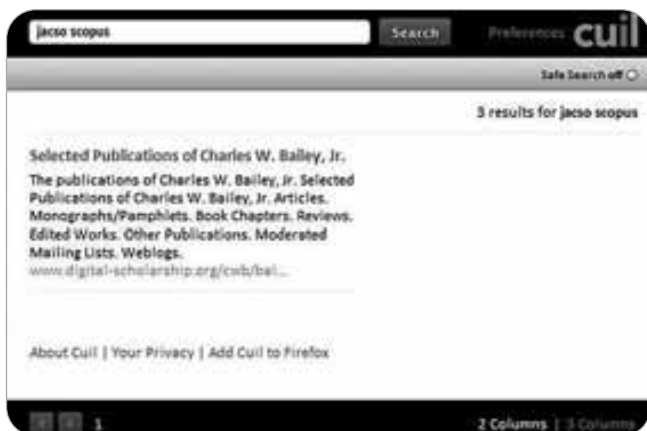 jacso scopus Search Preferences cuil
Safe Search off
3 results for jacso scopus
Selected Publications of Charles W. Bailey, Jr.
The publications of Charles W. Bailey, Jr. Selected
Publications of Charles W. Bailey, Jr. Articles.
Monographs/Pamphlets. Book Chapters. Reviews.
Edited Works. Other Publications. Moderated
Mailing Lists. Weblogs.
www.digital-scholarship.org/cwb/bai...
About Cuil | Your Privacy | Add Cuil to Firefox
1 2 Columns | 3 Columns